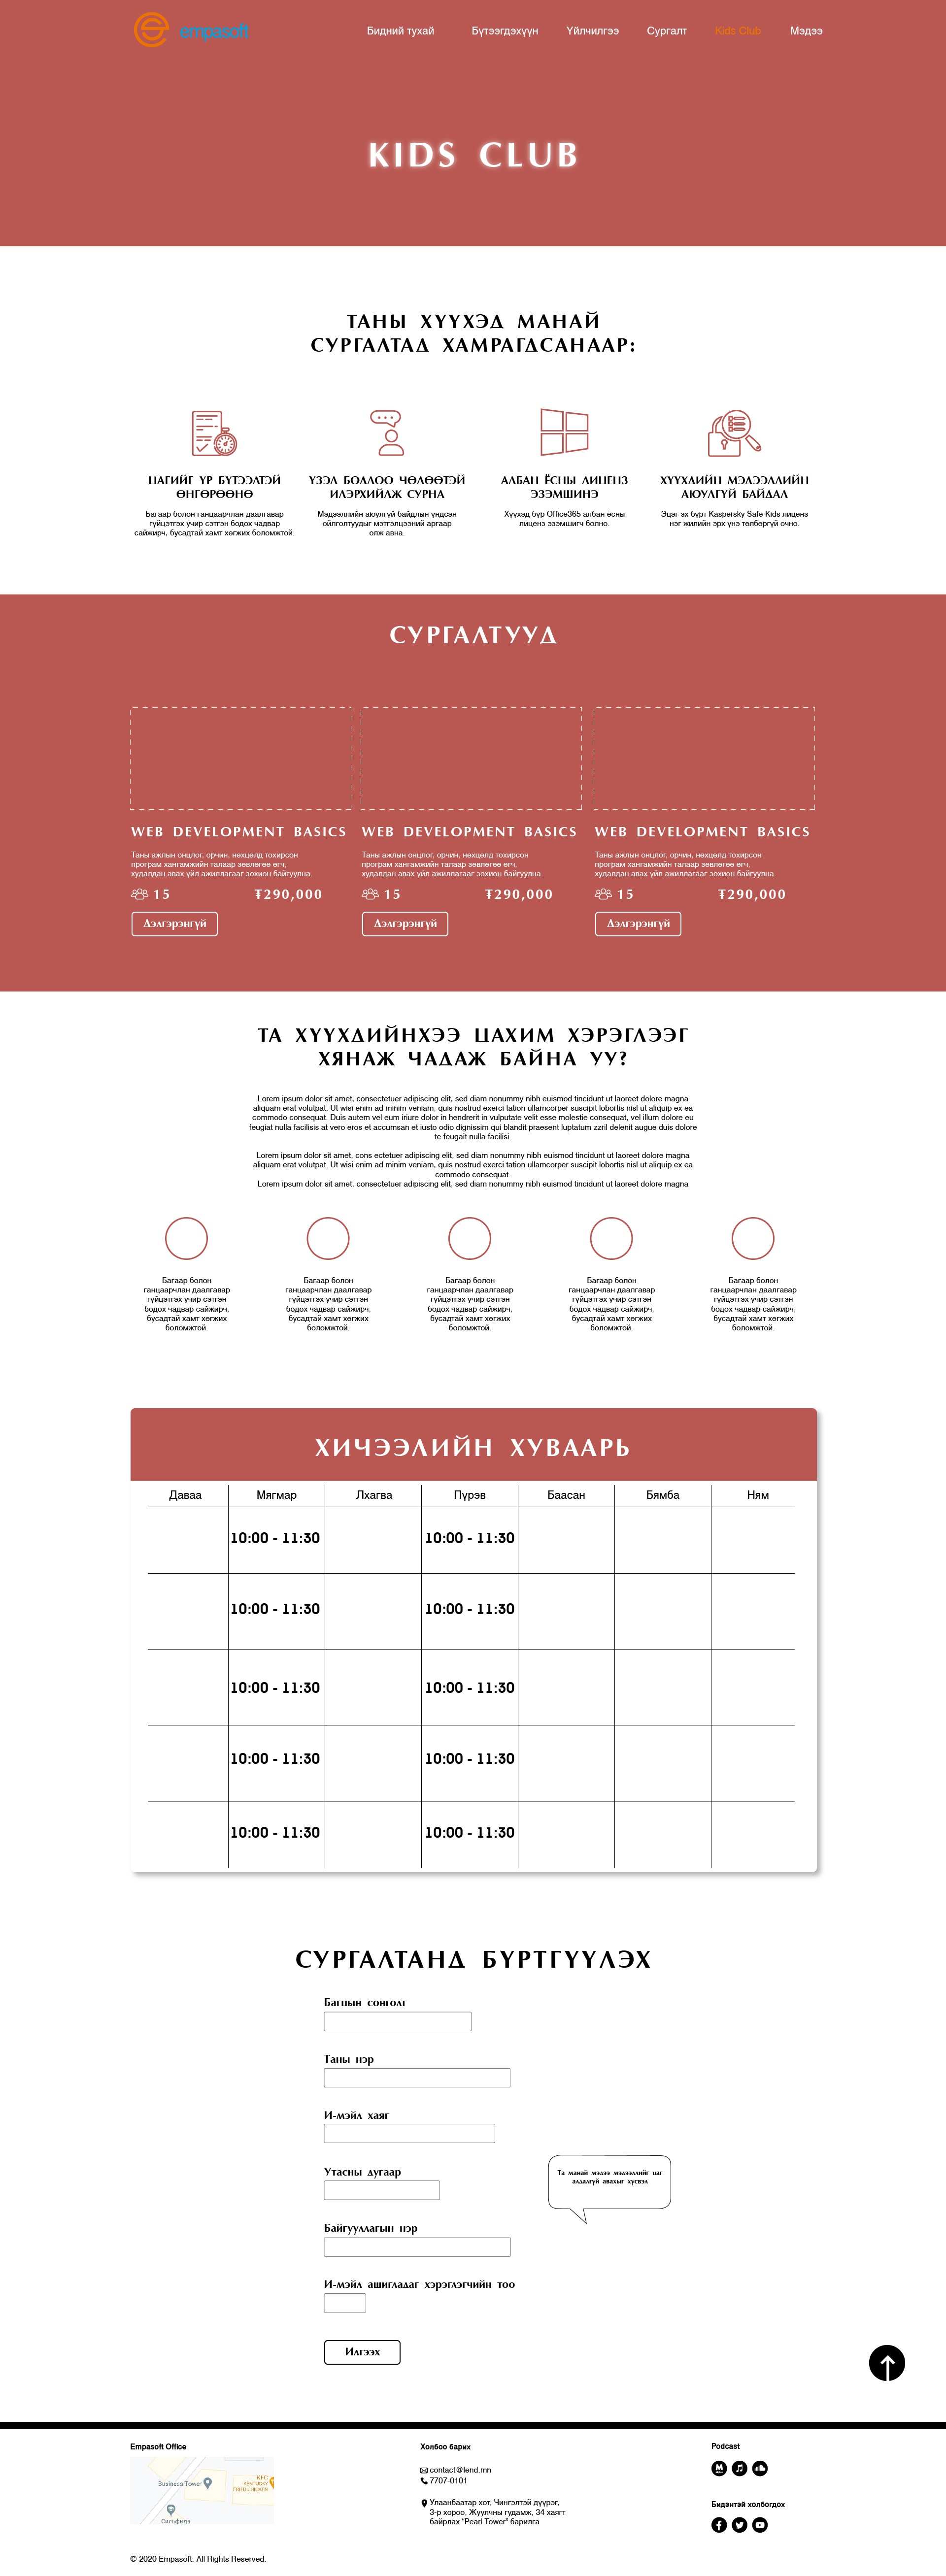 empasoft
Бидний тухай Бүтээгдэхүүн Үйлчилгээ Сургалт Kids Club Мэдээ
KIDS CLUB
ТАНЫ ХҮҮХЭД МАНАЙ
СУРГАЛТАД ХАМРАГДСАНААР:
ЦАГИЙГ ҮР БҮТЭЭЛТЭЙ
ӨНГӨРӨӨНӨ
Багаар болон ганцаарчлан даалгавар
гүйцэтгэх учир сэтгэн бодох чадвар
сайжирч, бусадтай хамт хөгжих боломжтой.
ҮЗЭЛ БОДЛОО ЧӨЛӨӨТЭЙ
ИЛЭРХИЙЛЖ СУРНА
Мэдээллийн аюулгүй байдлын үндсэн
ойлголтуудыг мэтгэлцээний аргаар
олж авна.
АЛБАН ЁСНЫ ЛИЦЕНЗ
ЭЗЭМШИНЭ
Хүүхэд бүр Office365 албан ёсны
лиценз эзэмшигч болно.
ХҮҮХДИЙН МЭДЭЭЛЛИЙН
АЮУЛГҮЙ БАЙДАЛ
Эцэг эх бүрт Kaspersky Safe Kids лиценз
нэг жилийн эрх үнэ төлбөргүй очно.
СУРГАЛТУУД
WEB DEVELOPMENT BASICS
Таны ажлын онцлог, орчин, нөхцөлд тохирсон
програм хангамжийн талаар зөвлөгөө өгч,
худалдан авах үйл ажиллагааг зохион байгуулна.
15 ₮290,000
Дэлгэрэнгүй
WEB DEVELOPMENT BASICS
Таны ажлын онцлог, орчин, нөхцөлд тохирсон
програм хангамжийн талаар зөвлөгөө өгч,
худалдан авах үйл ажиллагааг зохион байгуулна.
15 ₮290,000
Дэлгэрэнгүй
WEB DEVELOPMENT BASICS
Таны ажлын онцлог, орчин, нөхцөлд тохирсон
програм хангамжийн талаар зөвлөгөө өгч,
худалдан авах үйл ажиллагааг зохион байгуулна.
15 ₮290,000
Дэлгэрэнгүй
ТА ХҮҮХДИЙНХЭЭ ЦАХИМ ХЭРЭГЛЭЭГ
ХЯНАЖ ЧАДАЖ БАЙНА УУ?
Lorem ipsum dolor sit amet, consectetuer adipiscing elit, sed diam nonummy nibh euismod tincidunt ut laoreet dolore magna
aliquam erat volutpat. Ut wisi enim ad minim veniam, quis nostrud exerci tation ullamcorper suscipit lobortis nisl ut aliquip ex ea
commodo consequat. Duis autem vel eum iriure dolor in hendrerit in vulputate velit esse molestie consequat, vel illum dolore eu
feugiat nulla facilisis at vero eros et accumsan et iusto odio dignissim qui blandit praesent luptatum zzril delenit augue duis dolore
te feugait nulla facilisi.
Lorem ipsum dolor sit amet, cons ectetuer adipiscing elit, sed diam nonummy nibh euismod tincidunt ut laoreet dolore magna
aliquam erat volutpat. Ut wisi enim ad minim veniam, quis nostrud exerci tation ullamcorper suscipit lobortis nisl ut aliquip ex ea
commodo consequat.
Lorem ipsum dolor sit amet, consectetuer adipiscing elit, sed diam nonummy nibh euismod tincidunt ut laoreet dolore magna
Багаар болон
ганцаарчлан даалгавар
гүйцэтгэх учир сэтгэн
бодох чадвар сайжирч,
бусадтай хамт хөгжих
боломжтой.
Багаар болон
ганцаарчлан даалгавар
гүйцэтгэх учир сэтгэн
бодох чадвар сайжирч,
бусадтай хамт хөгжих
боломжтой.
Багаар болон
ганцаарчлан даалгавар
гүйцэтгэх учир сэтгэн
бодох чадвар сайжирч,
бусадтай хамт хөгжих
боломжтой.
Багаар болон
ганцаарчлан даалгавар
гүйцэтгэх учир сэтгэн
бодох чадвар сайжирч,
бусадтай хамт хөгжих
боломжтой.
Багаар болон
ганцаарчлан даалгавар
гүйцэтгэх учир сэтгэн
бодох чадвар сайжирч,
бусадтай хамт хөгжих
боломжтой.
ХИЧЭЭЛИЙН ХУВААРЬ
Даваа Мягмар Лхагва Пүрэв Баасан Бямба Ням
10:00 - 11:30 10:00 - 11:30
10:00 - 11:30 10:00 - 11:30
10:00 - 11:30 10:00 - 11:30
10:00 - 11:30 10:00 - 11:30
10:00 - 11:30 10:00 - 11:30
СУРГАЛТАНД БҮРТГҮҮЛЭХ
Багцын сонголт
Таны нэр
И-мэйл хаяг
Утасны дугаар
Та манай мэдээ мэдээллийг цаг
алдалгүй авахыг хүсвэл
Байгууллагын нэр
И-мэйл ашигладаг хэрэглэгчийн тоо
Илгээх
Empasoft Office
Business Tower
KFC
KENTUCKY
FRIED CHICKEN
Сигьфидэ
© 2020 Empasoft. All Rights Reserved.
Холбоо барих
contact@lend.mn
7707-0101
Улаанбаатар хот, Чингэлтэй дүүрэг,
3-р хороо, Жуулчны гудамж, 34 хаягт
байрлах "Pearl Tower" барилга
Podcast
Бидэнтэй холбогдох